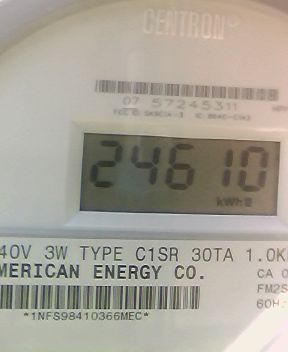 CENTRON®
07 57245311
24610
kWh
40V 3W TYPE C1SR 30TA 1.0K
MERICAN ENERGY CO.
CA 0
FM2S
60H
*1NFS98410366MEC*